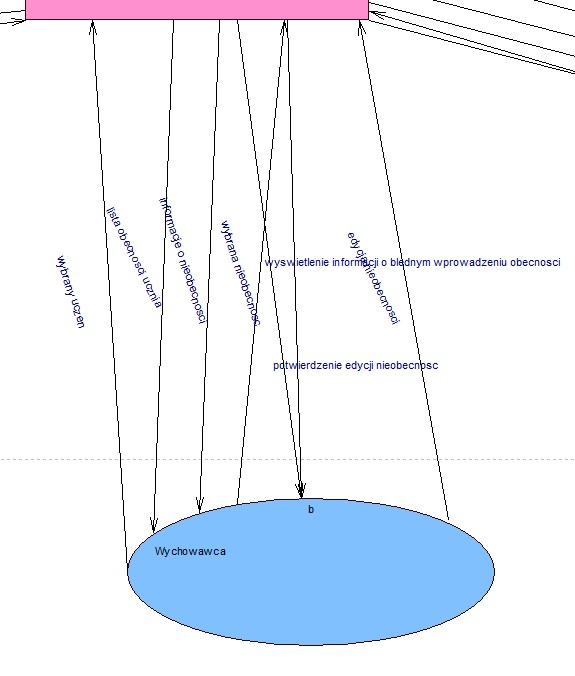 wybrany uczen
lista obecnosci ucznia
informacje o nieobecnosci
wybrana nieobecnosc
wyswietlenie informacji o blednym wprowadzeniu obecnosci
edycja nieobecnosci
potwierdzenie edycji nieobecnosc
b
Wychowawca